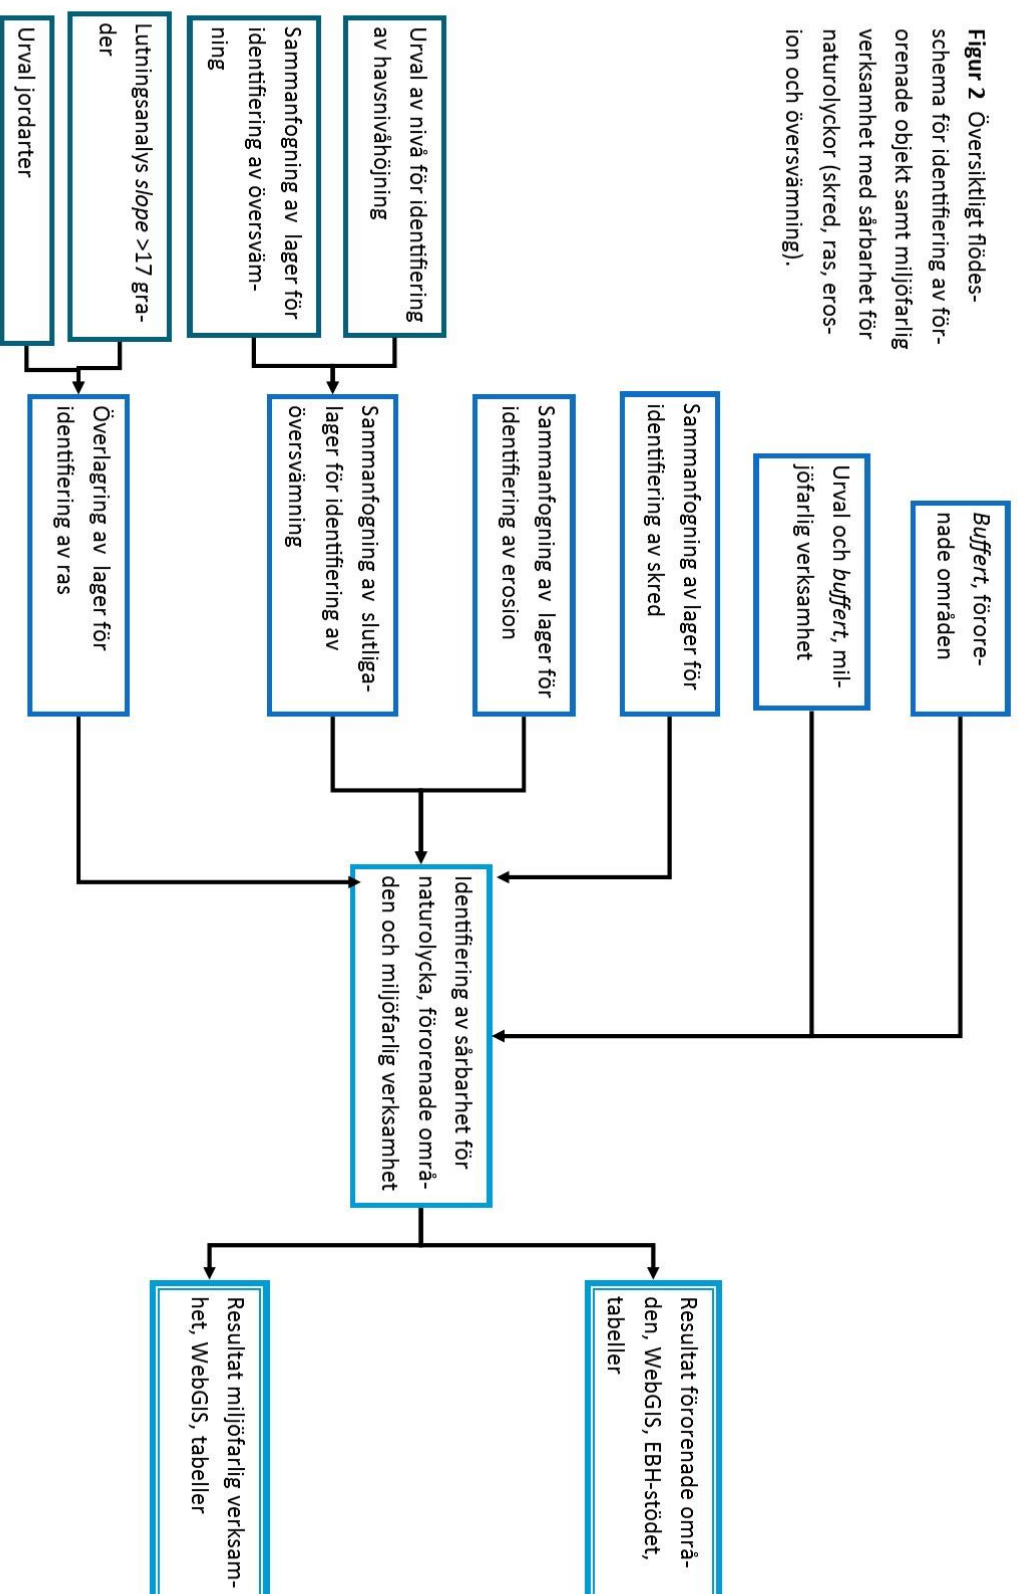 Figur 2 Översiktligt flödes-
schema för identifiering av för-
orenade objekt samt miljöfarlig
verksamhet med sårbarhet för
naturolyckor (skred, ras, eros-
ion och översvämning).
Buffert, förore-
nade områden
Urval och buffert, mil-
jöfarlig verksamhet
Sammanfogning av lager för
identifiering av skred
Sammanfogning av lager för
identifiering av erosion
Urval av nivå för identifiering
av havsnivåhöjning
Sammanfogning av lager för
identifiering av översväm-
ning
Sammanfogning av slutliga-
lager för identifiering av
översvämning
Lutningsanalys slope >17 gra-
der
Urval jordarter
Överlagring av lager för
identifiering av ras
Identifiering av sårbarhet för
naturolycka, förorenade områ-
den och miljöfarlig verksamhet
Resultat förorenade områ-
den, WebGIS, EBH-stödet,
tabeller
Resultat miljöfarlig verksam-
het, WebGIS, tabeller